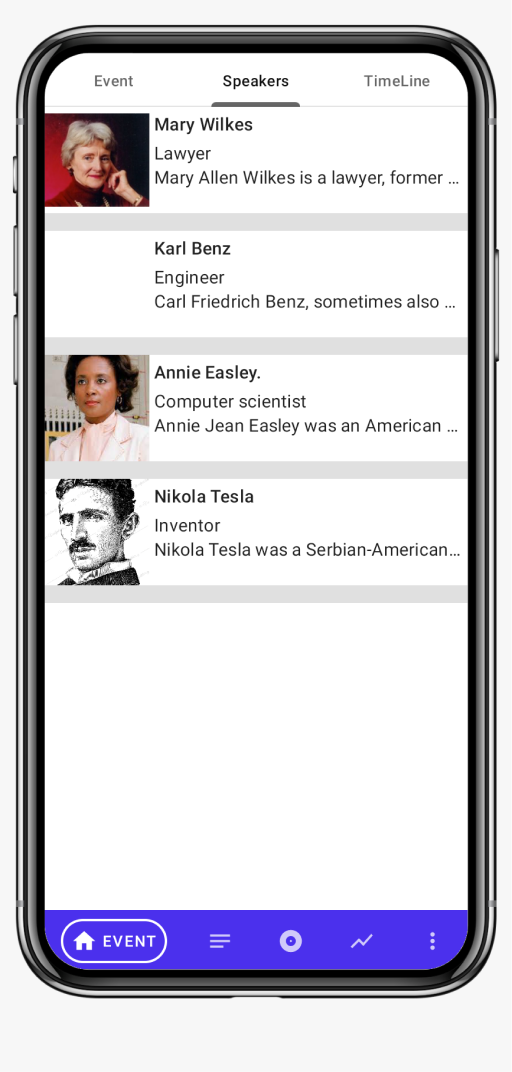 Event Speakers TimeLine
Mary Wilkes
Lawyer
Mary Allen Wilkes is a lawyer, former …
Karl Benz
Engineer
Carl Friedrich Benz, sometimes also …
Annie Easley.
Computer scientist
Annie Jean Easley was an American …
Nikola Tesla
Inventor
Nikola Tesla was a Serbian-American…
EVENT